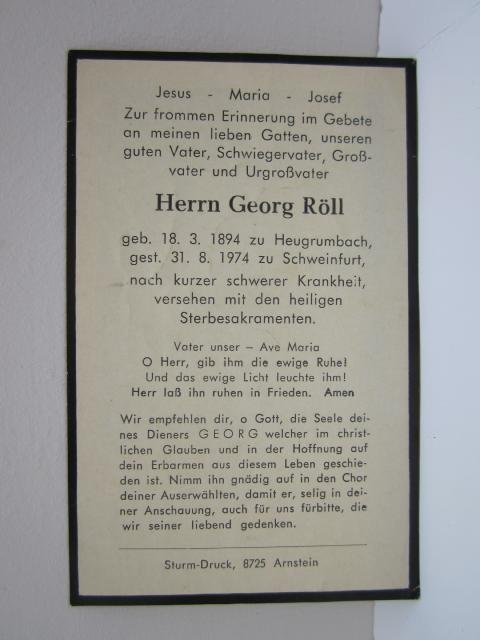 Jesus - Maria - Josef
Zur frommen Erinnerung im Gebete
an meinen lieben Gatten, unseren
guten Vater, Schwiegervater, Groß-
vater und Urgroßvater
Herrn Georg Röll
geb. 18. 3. 1894 zu Heugrumbach,
gest. 31. 8. 1974 zu Schweinfurt,
nach kurzer schwerer Krankheit,
versehen mit den heiligen
Sterbesakramenten.
Vater unser – Ave Maria
O Herr, gib ihm die ewige Ruhe!
Und das ewige Licht leuchte ihm!
Herr laß ihn ruhen in Frieden. Amen
Wir empfehlen dir, o Gott, die Seele dei-
nes Dieners GEORG welcher im christ-
lichen Glauben und in der Hoffnung auf
dein Erbarmen aus diesem Leben geschie-
den ist. Nimm ihn gnädig auf in den Chor
deiner Auserwählten, damit er, selig in dei-
ner Anschauung, auch für uns fürbitte, die
wir seiner liebend gedenken.
Sturm-Druck, 8725 Arnstein